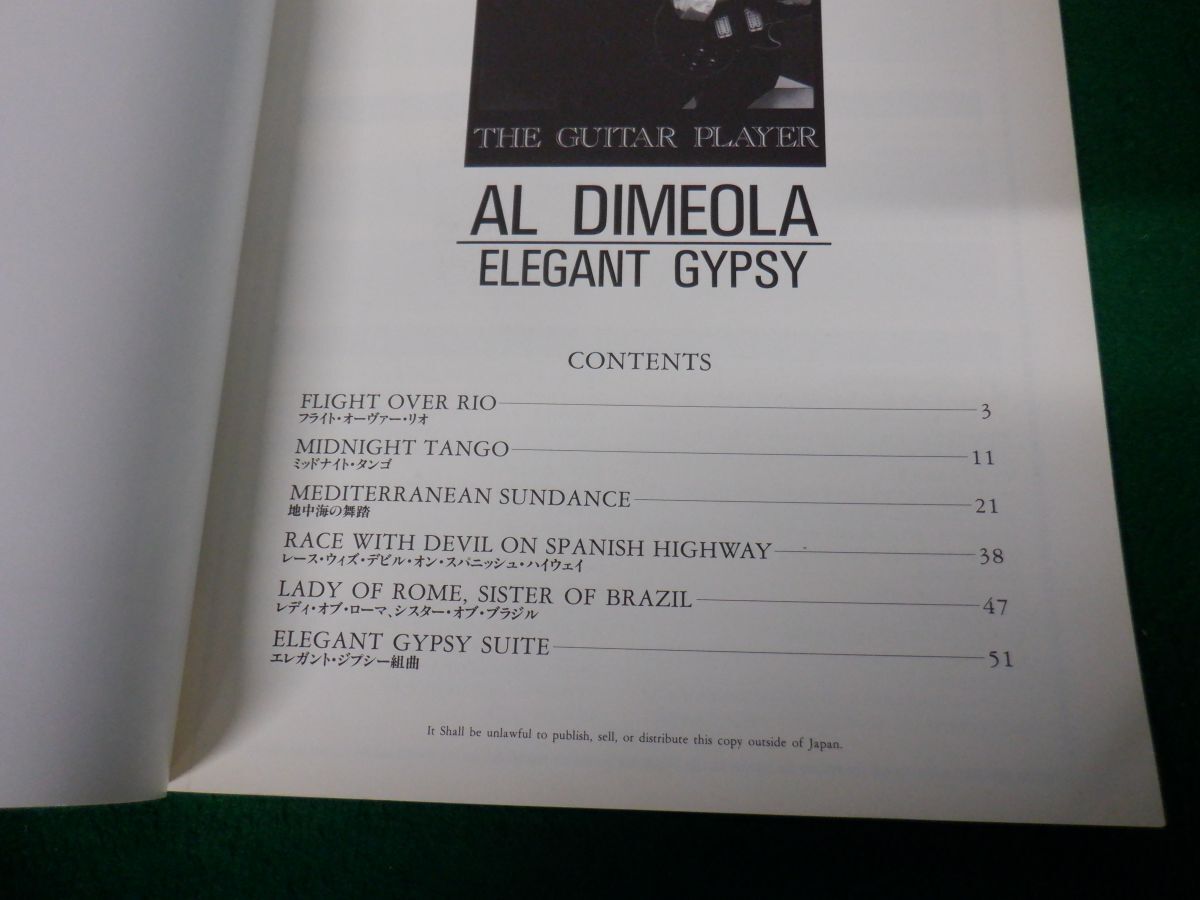 THE GUITAR PLAYER
AL DIMEOLA
ELEGANT GYPSY
CONTENTS
FLIGHT OVER RIO 3
フライト・オーヴァー・リオ
MIDNIGHT TANGO 11
ミッドナイト・タンゴ
MEDITERRANEAN SUNDANCE 21
地中海の舞踏
RACE WITH DEVIL ON SPANISH HIGHWAY 38
レース・ウィズ・デビル・オン・スパニッシュ・ハイウェイ
LADY OF ROME, SISTER OF BRAZIL 47
レディ・オブ・ローマ、シスター・オブ・ブラジル
ELEGANT GYPSY SUITE 51
エレガント・ジプシー組曲
It Shall be unlawful to publish, sell, or distribute this copy outside of Japan.